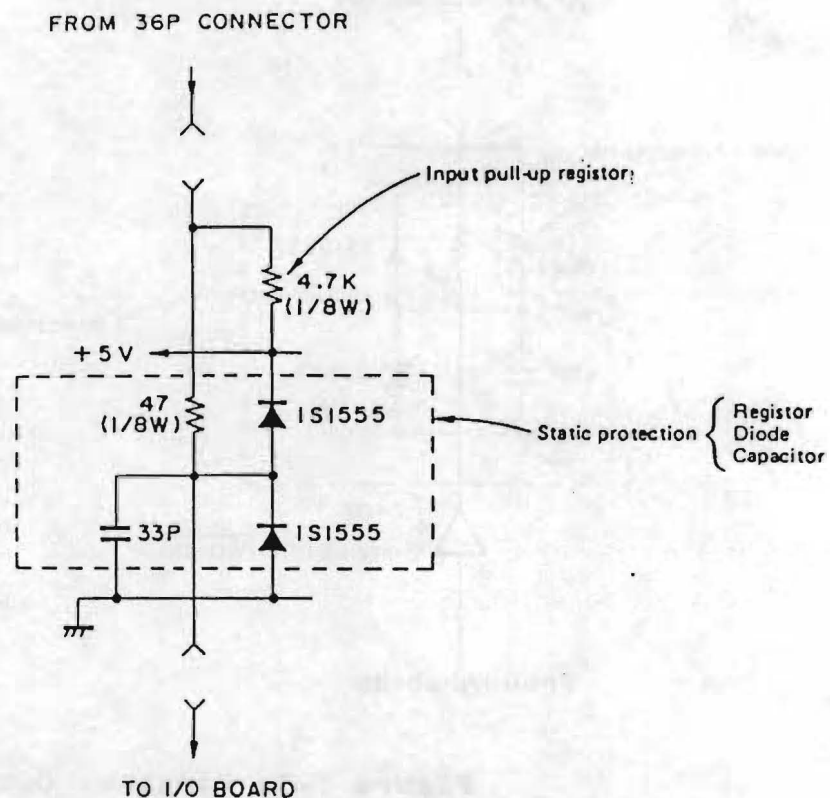 FROM 36P CONNECTOR
Input pull-up registor
4.7K
(1/8W)
+5V
47
(1/8W)
1S1555
Static protection
Registor
Diode
Capacitor
33P
1S1555
TO I/O BOARD